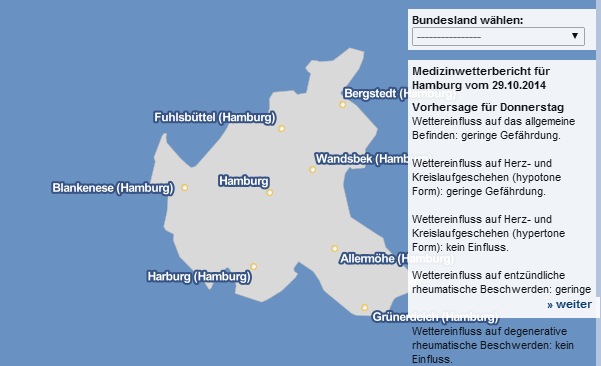 Bundesland wählen:
-----------------
Medizinwetterbericht für
Hamburg vom 29.10.2014
Vorhersage für Donnerstag
Wettereinfluss auf das allgemeine
Befinden: geringe Gefährdung.
Wettereinfluss auf Herz- und
Kreislaufgeschehen (hypotone
Form): geringe Gefährdung.
Wettereinfluss auf Herz- und
Kreislaufgeschehen (hypertone
Form): kein Einfluss.
Wettereinfluss auf entzündliche
rheumatische Beschwerden: geringe
» weiter
Wettereinfluss auf degenerative
rheumatische Beschwerden: kein
Einfluss.
Bergstedt (Hamburg)
Fuhlsbüttel (Hamburg)
Wandsbek (Hamb
Hamburg
Blankenese (Hamburg)
Allermöhe (Hamburg)
Harburg (Hamburg)
Grünerdeich (Hamburg)